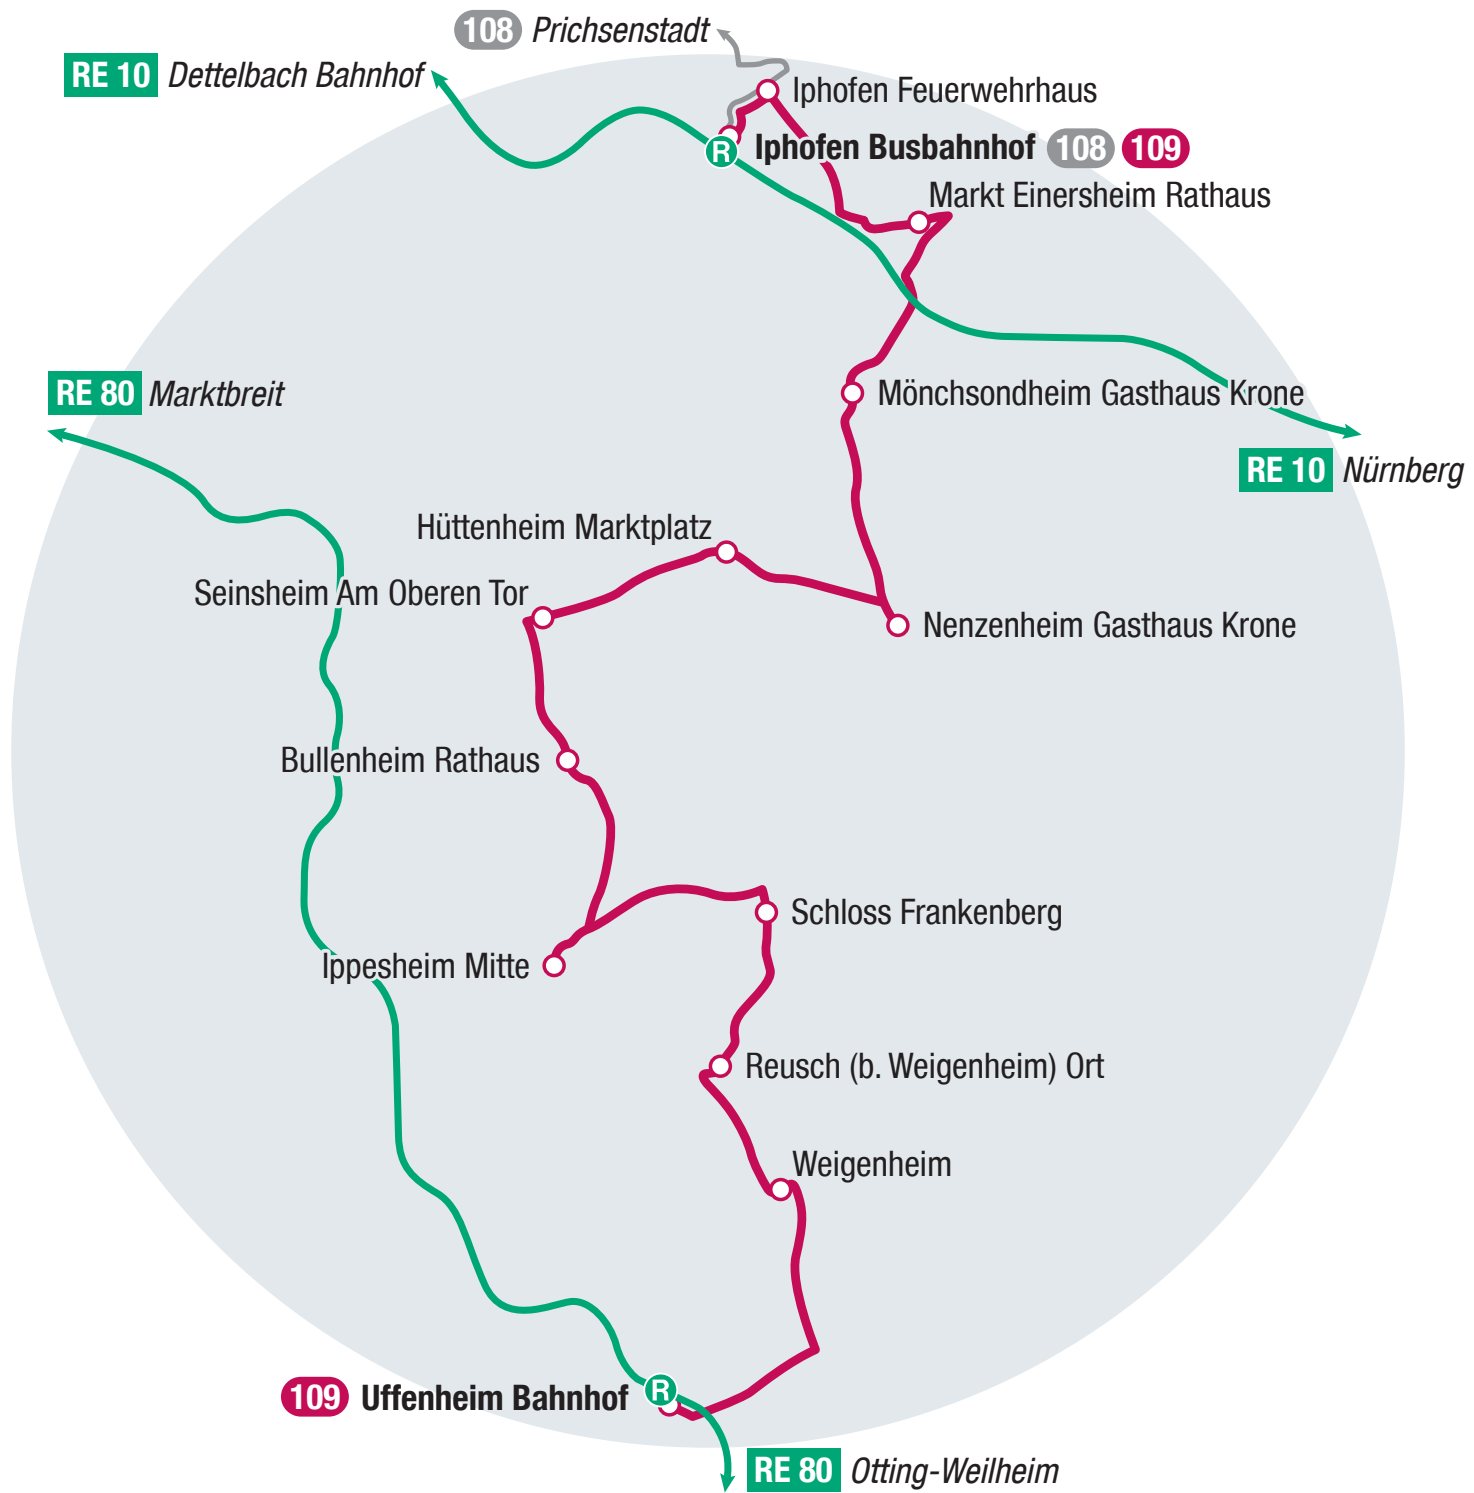 108 Prichsenstadt
RE 10 Dettelbach Bahnhof
Iphofen Feuerwehrhaus
R Iphofen Busbahnhof 108 109
Markt Einersheim Rathaus
RE 80 Marktbreit
Mönchsondheim Gasthaus Krone
RE 10 Nürnberg
Hüttenheim Marktplatz
Seinsheim Am Oberen Tor
Nenzenheim Gasthaus Krone
Bullenheim Rathaus
Schloss Frankenberg
Ippesheim Mitte
Reusch (b. Weigenheim) Ort
Weigenheim
109 Uffenheim Bahnhof R
RE 80 Otting-Weilheim